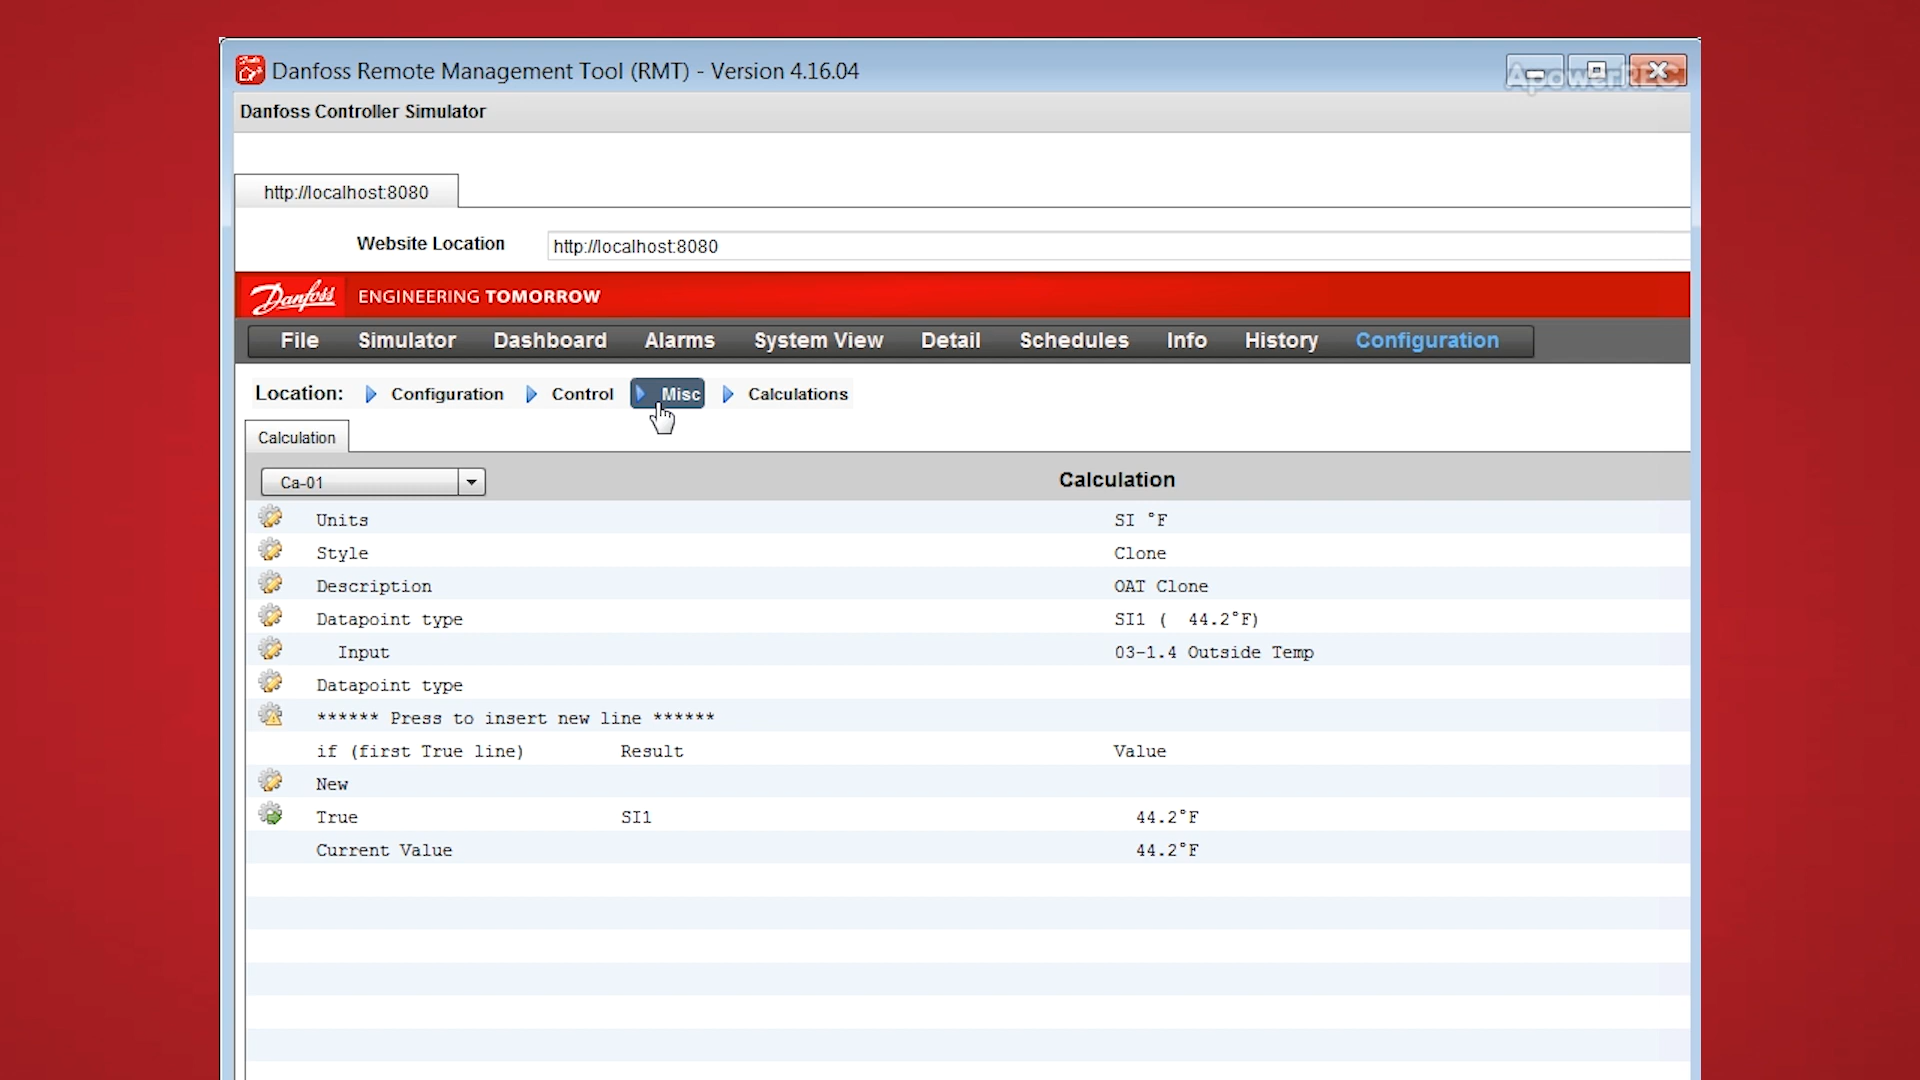 Danfoss Remote Management Tool (RMT) - Version 4.16.04
ApowerREC
Danfoss Controller Simulator
http://localhost:8080
Website Location http://localhost:8080
Danfoss ENGINEERING TOMORROW
File Simulator Dashboard Alarms System View Detail Schedules Info History Configuration
Location: Configuration Control Misc Calculations
Calculation
Ca-01 Calculation
Units SI °F
Style Clone
Description OAT Clone
Datapoint type SI1 ( 44.2°F)
Input 03-1.4 Outside Temp
Datapoint type
****** Press to insert new line ******
if (first True line) Result Value
New
True SI1 44.2°F
Current Value 44.2°F